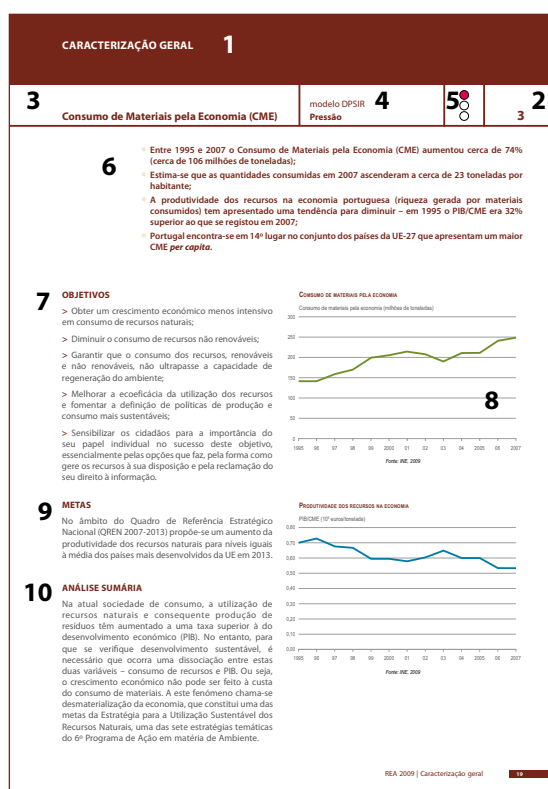 CARACTERIZAÇÃO GERAL 1
3 Consumo de Materiais pela Economia (CME)
modelo DPSIR 4
Pressão
5
2
3
6
Entre 1995 e 2007 o Consumo de Materiais pela Economia (CME) aumentou cerca de 74%
(cerca de 106 milhões de toneladas);
Estima-se que as quantidades consumidas em 2007 ascenderam a cerca de 23 toneladas por
habitante;
A produtividade dos recursos na economia portuguesa (riqueza gerada por materiais
consumidos) tem apresentado uma tendência para diminuir – em 1995 o PIB/CME era 32%
superior ao que se registou em 2007;
Portugal encontra-se em 14º lugar no conjunto dos países da UE-27 que apresentam um maior
CME per capita.
7 OBJETIVOS
> Obter um crescimento económico menos intensivo
em consumo de recursos naturais;
> Diminuir o consumo de recursos não renováveis;
> Garantir que o consumo dos recursos, renováveis
e não renováveis, não ultrapasse a capacidade de
regeneração do ambiente;
> Melhorar a ecoeficácia da utilização dos recursos
e fomentar a definição de políticas de produção e
consumo mais sustentáveis;
> Sensibilizar os cidadãos para a importância do
seu papel individual no sucesso deste objetivo,
essencialmente pelas opções que faz, pela forma como
gere os recursos à sua disposição e pela reclamação do
seu direito à informação.
COMSUMO DE MATERIAIS PELA ECONOMIA
Consumo de materiais pela economia (milhões de toneladas)
300
250
200
150
100
50
0
1995 96 97 98 99 2000 01 02 03 04 2005 06 2007
8
Fonte: INE, 2009
9 METAS
No âmbito do Quadro de Referência Estratégico
Nacional (QREN 2007-2013) propõe-se um aumento da
produtividade dos recursos naturais para níveis iguais
à média dos países mais desenvolvidos da UE em 2013.
10 ANÁLISE SUMÁRIA
Na atual sociedade de consumo, a utilização de
recursos naturais e consequente produção de
resíduos têm aumentado a uma taxa superior à do
desenvolvimento económico (PIB). No entanto, para
que se verifique desenvolvimento sustentável, é
necessário que ocorra uma dissociação entre estas
duas variáveis – consumo de recursos e PIB. Ou seja,
o crescimento económico não pode ser feito à custa
do consumo de materiais. A este fenómeno chama-se
desmaterialização da economia, que constitui uma das
metas da Estratégia para a Utilização Sustentável dos
Recursos Naturais, uma das sete estratégias temáticas
do 6º Programa de Ação em matéria de Ambiente.
PRODUTIVIDADE DOS RECURSOS NA ECONOMIA
PIB/CME (10³ euros/tonelada)
0,80
0,70
0,60
0,50
0,40
0,30
0,20
0,10
0,00
1995 96 97 98 99 2000 01 02 03 04 2005 06 2007
Fonte: INE, 2009
REA 2009 | Caracterização geral 19